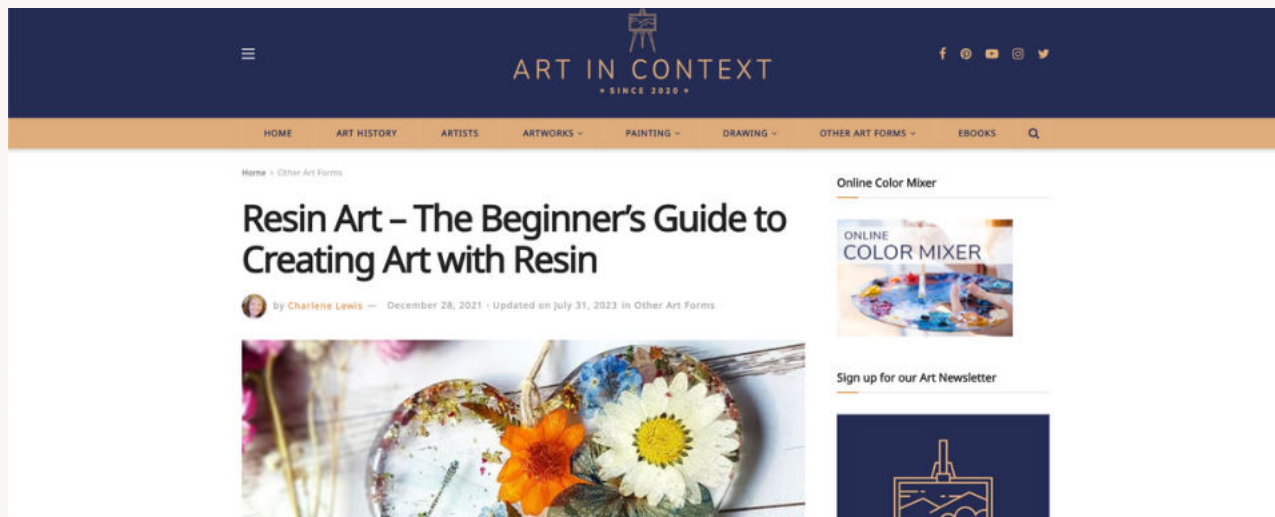 ART IN CONTEXT
• SINCE 2020 •
HOME ART HISTORY ARTISTS ARTWORKS PAINTING DRAWING OTHER ART FORMS EBOOKS
Home > Other Art Forms
Resin Art – The Beginner's Guide to
Creating Art with Resin
by Charlene Lewis — December 28, 2021 - Updated on July 31, 2023 in Other Art Forms
Online Color Mixer
ONLINE
COLOR MIXER
Sign up for our Art Newsletter